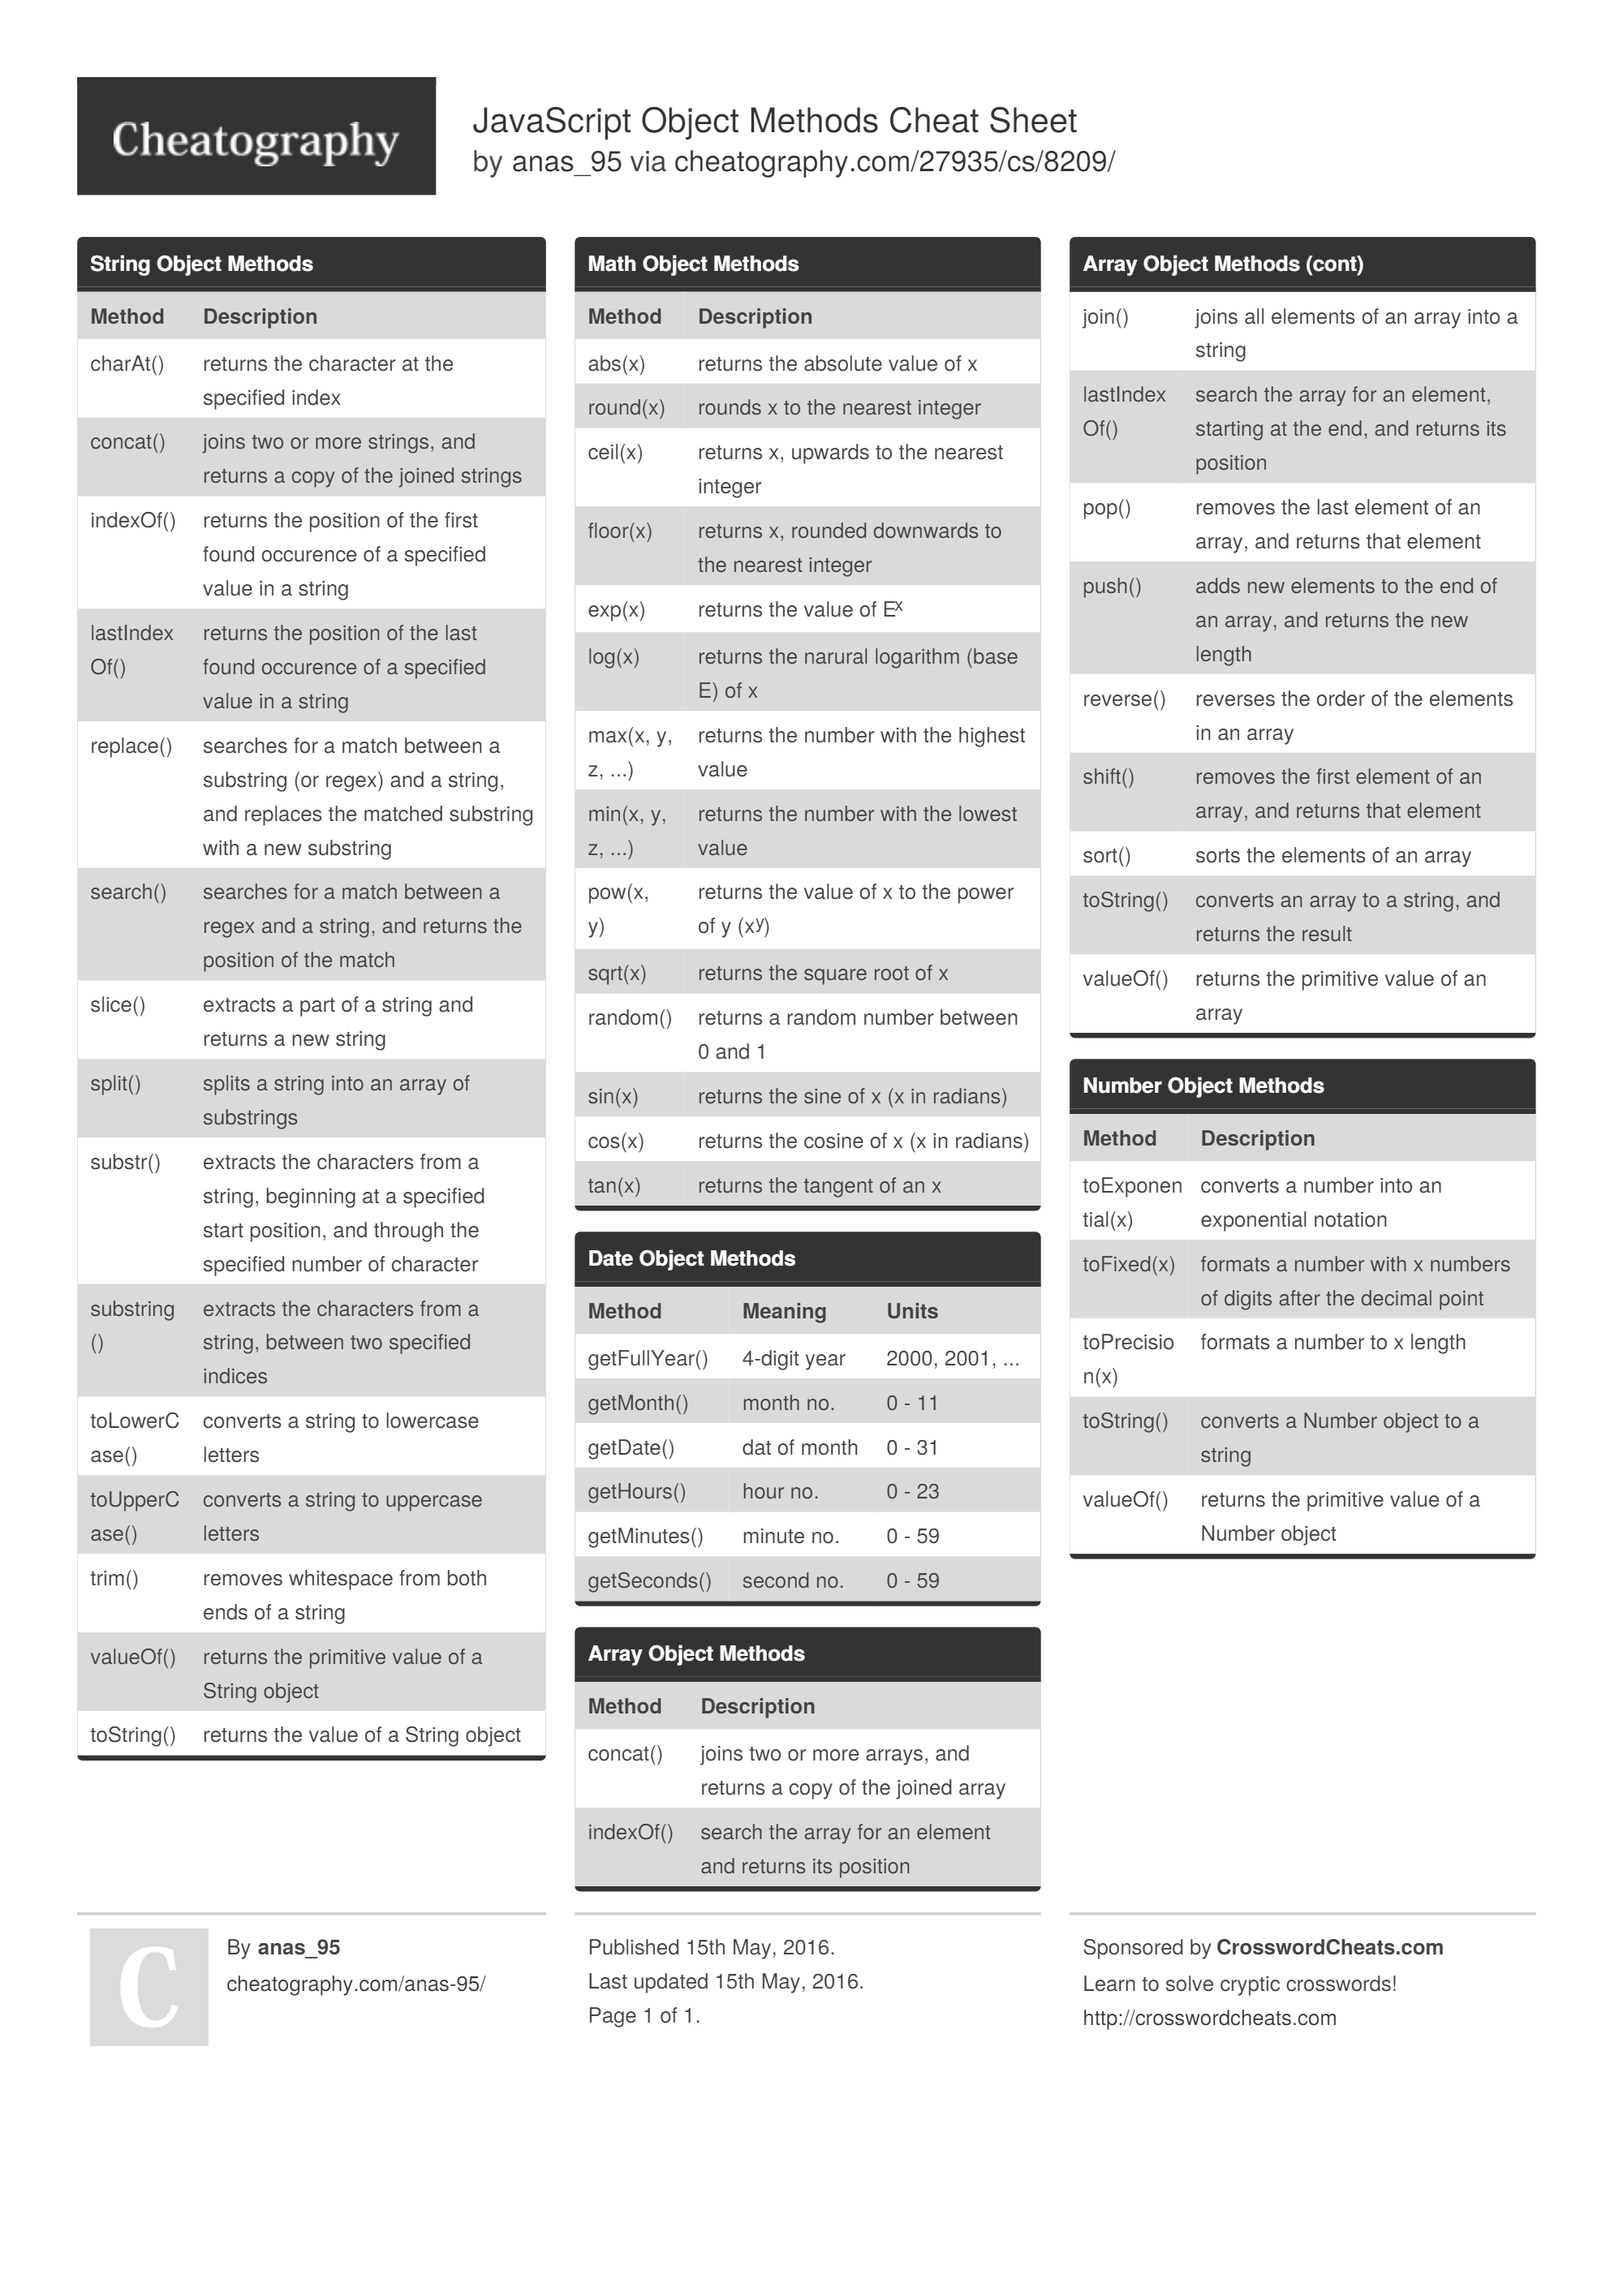 Cheatography
JavaScript Object Methods Cheat Sheet
by anas_95 via cheatography.com/27935/cs/8209/
String Object Methods
Method Description
charAt() returns the character at the
specified index
concat() joins two or more strings, and
returns a copy of the joined strings
indexOf() returns the position of the first
found occurence of a specified
value in a string
lastIndex returns the position of the last
Of() found occurence of a specified
value in a string
replace() searches for a match between a
substring (or regex) and a string,
and replaces the matched substring
with a new substring
search() searches for a match between a
regex and a string, and returns the
position of the match
slice() extracts a part of a string and
returns a new string
split() splits a string into an array of
substrings
substr() extracts the characters from a
string, beginning at a specified
start position, and through the
specified number of character
substring extracts the characters from a
() string, between two specified
indices
toLowerC converts a string to lowercase
ase() letters
toUpperC converts a string to uppercase
ase() letters
trim() removes whitespace from both
ends of a string
valueOf() returns the primitive value of a
String object
toString() returns the value of a String object
Math Object Methods
Method Description
abs(x) returns the absolute value of x
round(x) rounds x to the nearest integer
ceil(x) returns x, upwards to the nearest
integer
floor(x) returns x, rounded downwards to
the nearest integer
exp(x) returns the value of Eˣ
log(x) returns the narural logarithm (base
E) of x
max(x, y, returns the number with the highest
z, ...) value
min(x, y, returns the number with the lowest
z, ...) value
pow(x, returns the value of x to the power
y) of y (xʸ)
sqrt(x) returns the square root of x
random() returns a random number between
0 and 1
sin(x) returns the sine of x (x in radians)
cos(x) returns the cosine of x (x in radians)
tan(x) returns the tangent of an x
Date Object Methods
Method Meaning Units
getFullYear() 4-digit year 2000, 2001, ...
getMonth() month no. 0 - 11
getDate() dat of month 0 - 31
getHours() hour no. 0 - 23
getMinutes() minute no. 0 - 59
getSeconds() second no. 0 - 59
Array Object Methods
Method Description
concat() joins two or more arrays, and
returns a copy of the joined array
indexOf() search the array for an element
and returns its position
Array Object Methods (cont)
join() joins all elements of an array into a
string
lastIndex search the array for an element,
Of() starting at the end, and returns its
position
pop() removes the last element of an
array, and returns that element
push() adds new elements to the end of
an array, and returns the new
length
reverse() reverses the order of the elements
in an array
shift() removes the first element of an
array, and returns that element
sort() sorts the elements of an array
toString() converts an array to a string, and
returns the result
valueOf() returns the primitive value of an
array
Number Object Methods
Method Description
toExponen converts a number into an
tial(x) exponential notation
toFixed(x) formats a number with x numbers
of digits after the decimal point
toPrecisio formats a number to x length
n(x)
toString() converts a Number object to a
string
valueOf() returns the primitive value of a
Number object
C
By anas_95
cheatography.com/anas-95/
Published 15th May, 2016.
Last updated 15th May, 2016.
Page 1 of 1.
Sponsored by CrosswordCheats.com
Learn to solve cryptic crosswords!
http://crosswordcheats.com